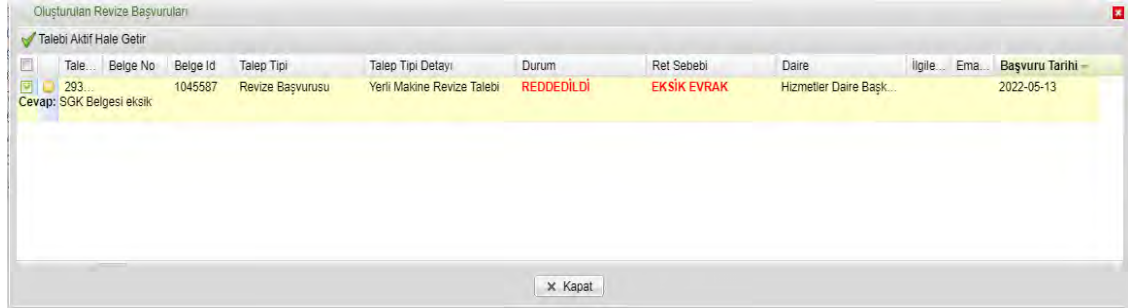 Oluşturulan Revize Başvuruları
Talebi Aktif Hale Getir
Tale... Belge No Belge Id Talep Tipi Talep Tipi Detayı Durum Ret Sebebi Daire İlgile... Ema... Başvuru Tarihi
293... 1045587 Revize Başvurusu Yerli Makine Revize Talebi REDDEDİLDİ EKSİK EVRAK Hizmetler Daire Başk... 2022-05-13
Cevap: SGK Belgesi eksik
Kapat